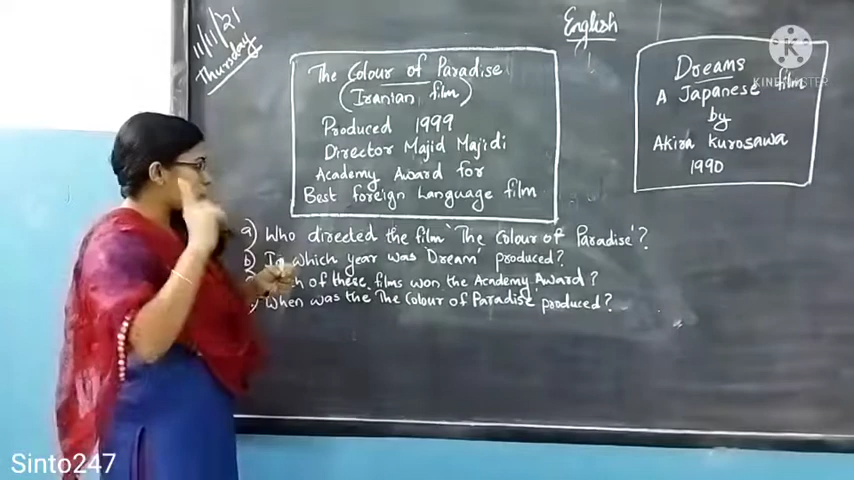 11/11/21
Thursday
English
The Colour of Paradise
(Iranian film)
Produced 1999
Director Majid Majidi
Academy Award for
Best foreign Language film
Dreams
A Japanese film
by
Akira Kurosawa
1990
a) Who directed the film 'The Colour of Paradise'?
b) In which year was 'Dream' produced?
of these films won the Academy Award?
When was the The Colour of Paradise produced?
K
KINEMASTER
Sinto247